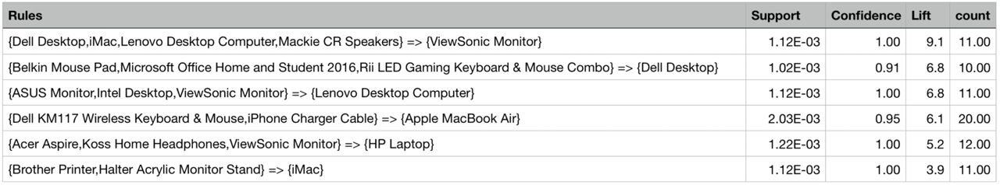 Rules Support Confidence Lift count
{Dell Desktop,iMac,Lenovo Desktop Computer,Mackie CR Speakers} => {ViewSonic Monitor} 1.12E-03 1.00 9.1 11.00
{Belkin Mouse Pad,Microsoft Office Home and Student 2016,Rii LED Gaming Keyboard & Mouse Combo} => {Dell Desktop} 1.02E-03 0.91 6.8 10.00
{ASUS Monitor,Intel Desktop,ViewSonic Monitor} => {Lenovo Desktop Computer} 1.12E-03 1.00 6.8 11.00
{Dell KM117 Wireless Keyboard & Mouse,iPhone Charger Cable} => {Apple MacBook Air} 2.03E-03 0.95 6.1 20.00
{Acer Aspire,Koss Home Headphones,ViewSonic Monitor} => {HP Laptop} 1.22E-03 1.00 5.2 12.00
{Brother Printer,Halter Acrylic Monitor Stand} => {iMac} 1.12E-03 1.00 3.9 11.00